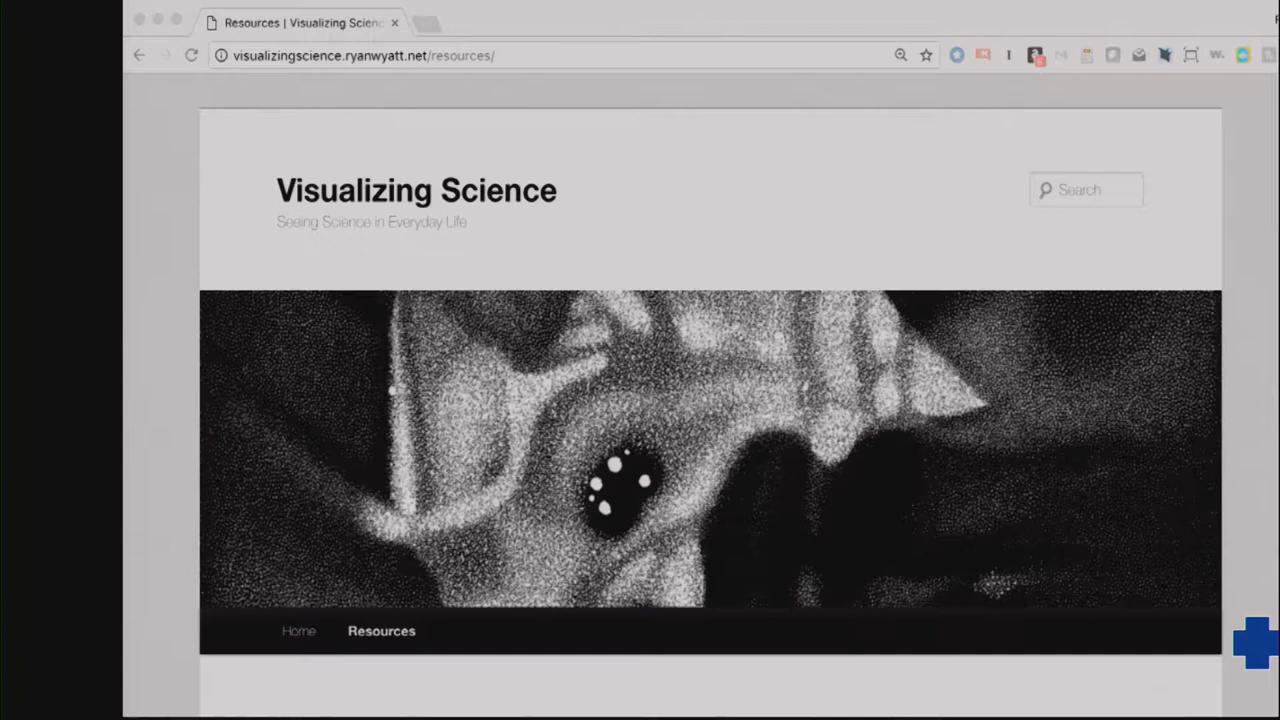 Resources | Visualizing Scienc
visualizingscience.ryanwyatt.net/resources/
Visualizing Science
Search
Seeing Science in Everyday Life
Home Resources